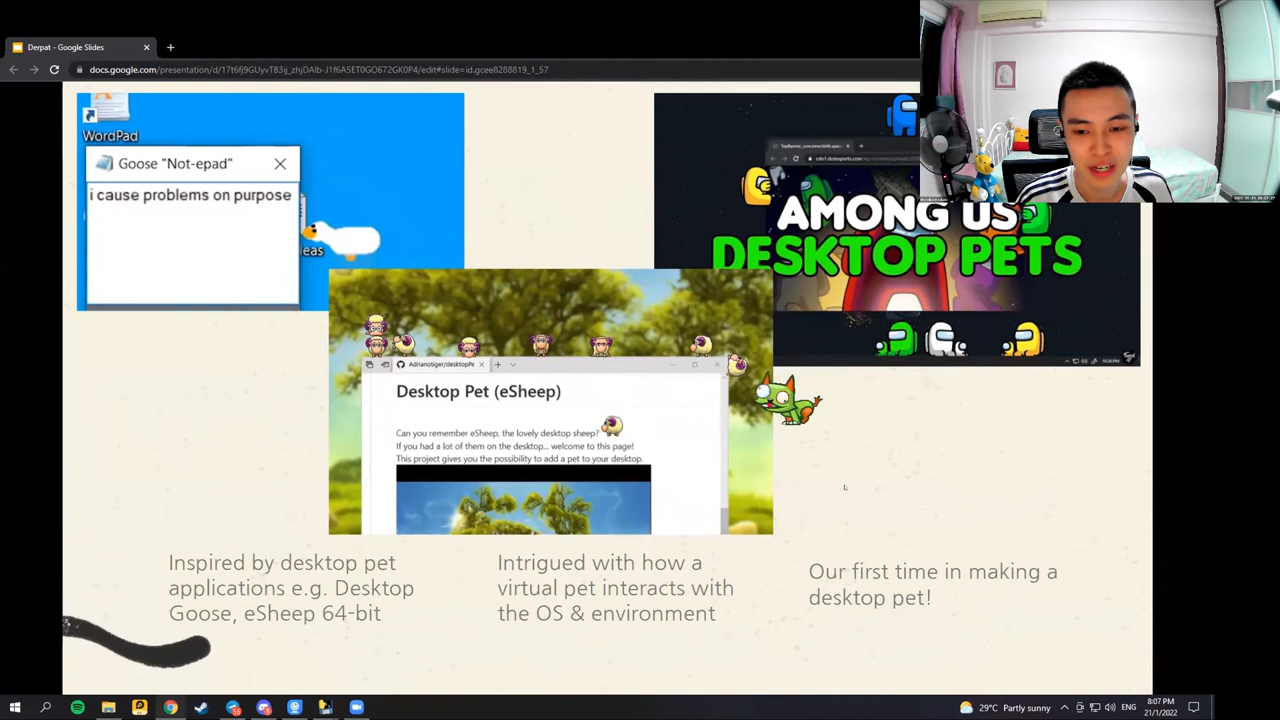 Derpat - Google Slides
docs.google.com/presentation/d/17t6fj9GUyvTB3ij_zhjDAlb-J1f6A5ET0GO672GK0P4/edit#slide=id.gcee8288819_1_57
WordPad
Goose "Not-epad"
i cause problems on purpose
eas
AMONG US
DESKTOP PETS
Adrianotiger/desktopPe
Desktop Pet (eSheep)
Can you remember eSheep, the lovely desktop sheep?
If you had a lot of them on the desktop... welcome to this page!
This project gives you the possibility to add a pet to your desktop.
Inspired by desktop pet
applications e.g. Desktop
Goose, eSheep 64-bit
Intrigued with how a
virtual pet interacts with
the OS & environment
Our first time in making a
desktop pet!
29°C Partly sunny
ENG
8:07 PM
21/1/2022